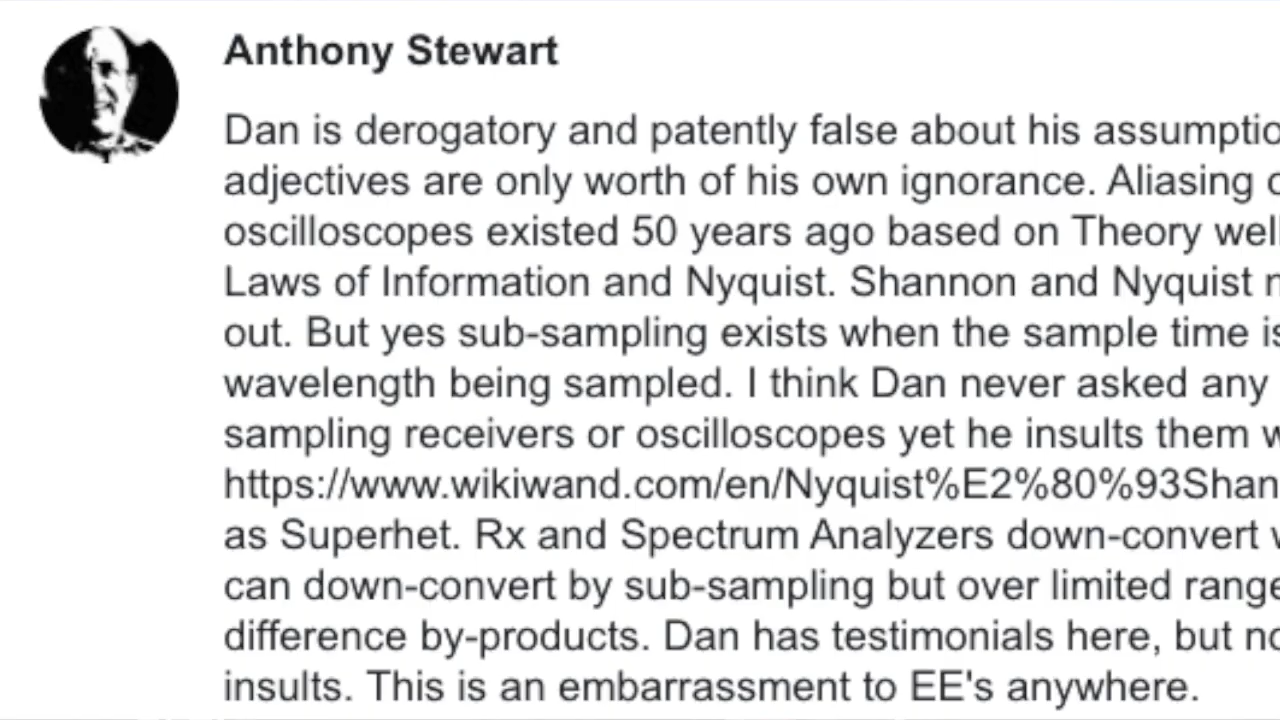 Anthony Stewart
Dan is derogatory and patently false about his
adjectives are only worth of his own ignorance. Aliasing
oscilloscopes existed 50 years ago based on Theory
Laws of Information and Nyquist. Shannon and Nyquist
out. But yes sub-sampling exists when the sample time
wavelength being sampled. I think Dan never asked any
sampling receivers or oscilloscopes yet he insults them
https://www.wikiwand.com/en/Nyquist%E2%80%93Shan
as Superhet. Rx and Spectrum Analyzers down-convert
can down-convert by sub-sampling but over limited
difference by-products. Dan has testimonials here, but
insults. This is an embarrassment to EE's anywhere.